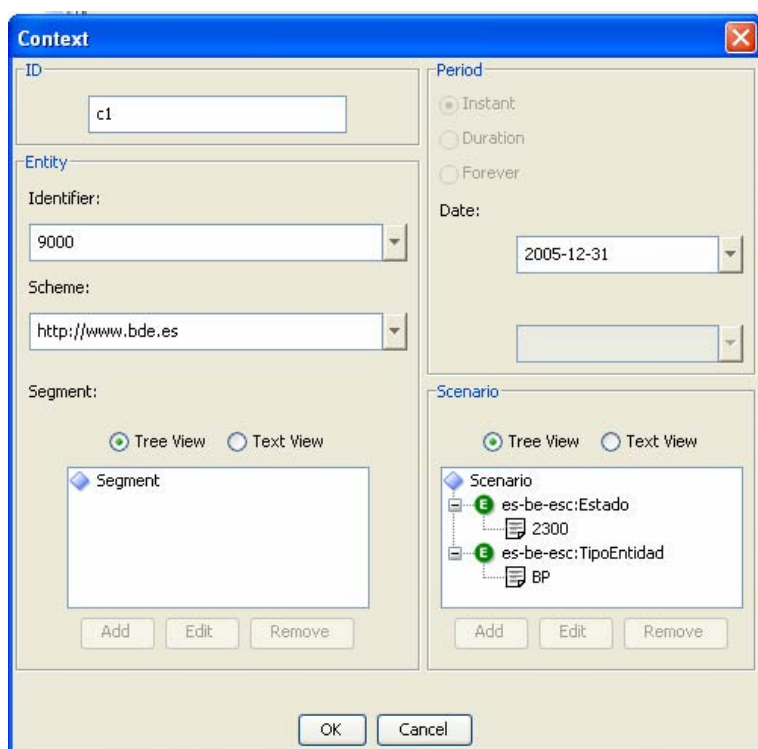 Context
ID
c1
Entity
Identifier:
9000
Scheme:
http://www.bde.es
Segment:
Tree View Text View
Segment
Add Edit Remove
Period
Instant
Duration
Forever
Date:
2005-12-31
Scenario
Tree View Text View
Scenario
E es-be-esc:Estado
2300
E es-be-esc:TipoEntidad
BP
Add Edit Remove
OK Cancel